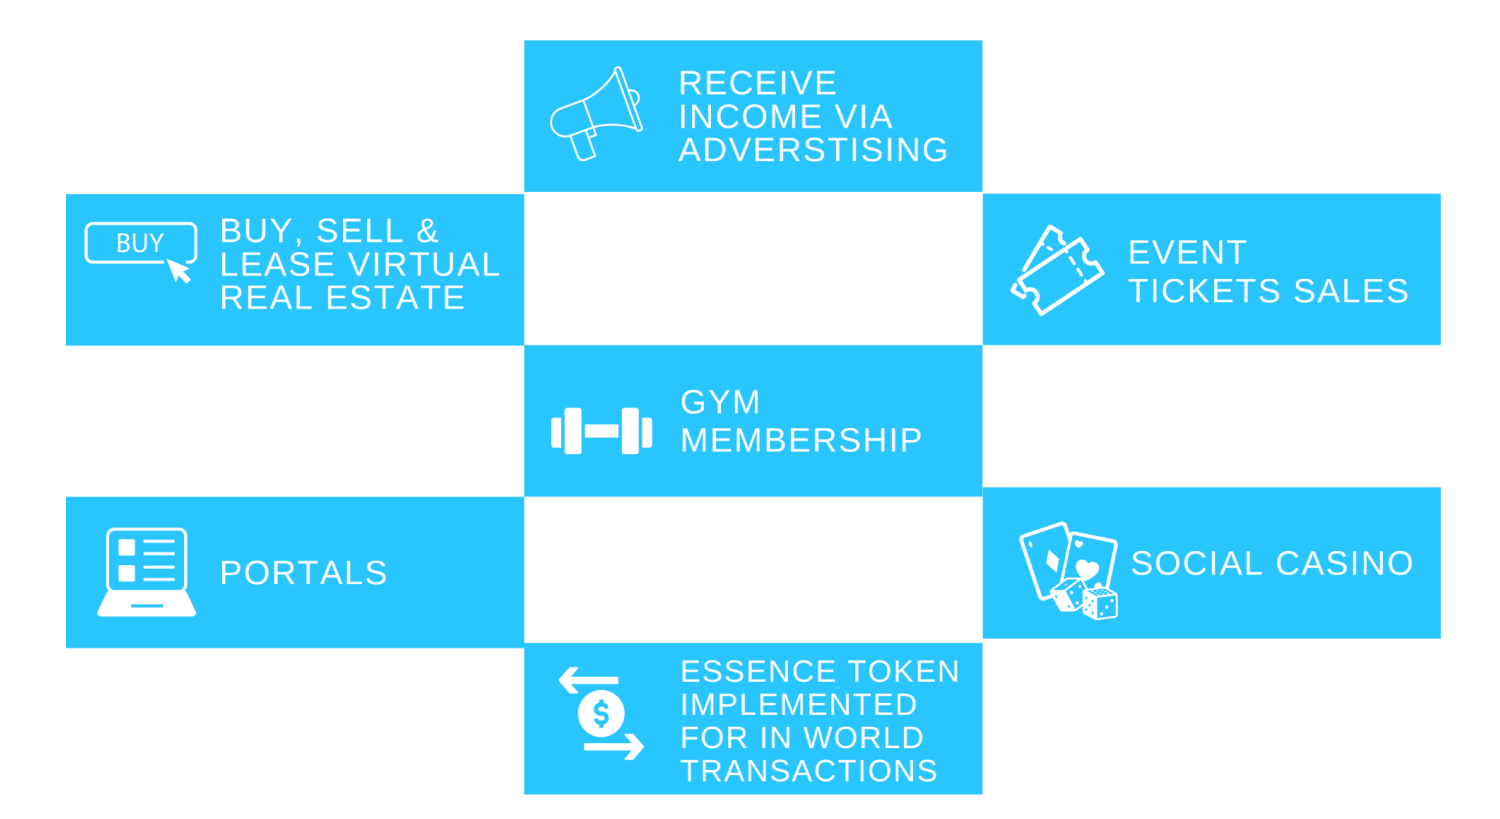 RECEIVE
INCOME VIA
ADVERSTISING
BUY
BUY, SELL &
LEASE VIRTUAL
REAL ESTATE
EVENT
TICKETS SALES
GYM
MEMBERSHIP
PORTALS
SOCIAL CASINO
$
ESSENCE TOKEN
IMPLEMENTED
FOR IN WORLD
TRANSACTIONS